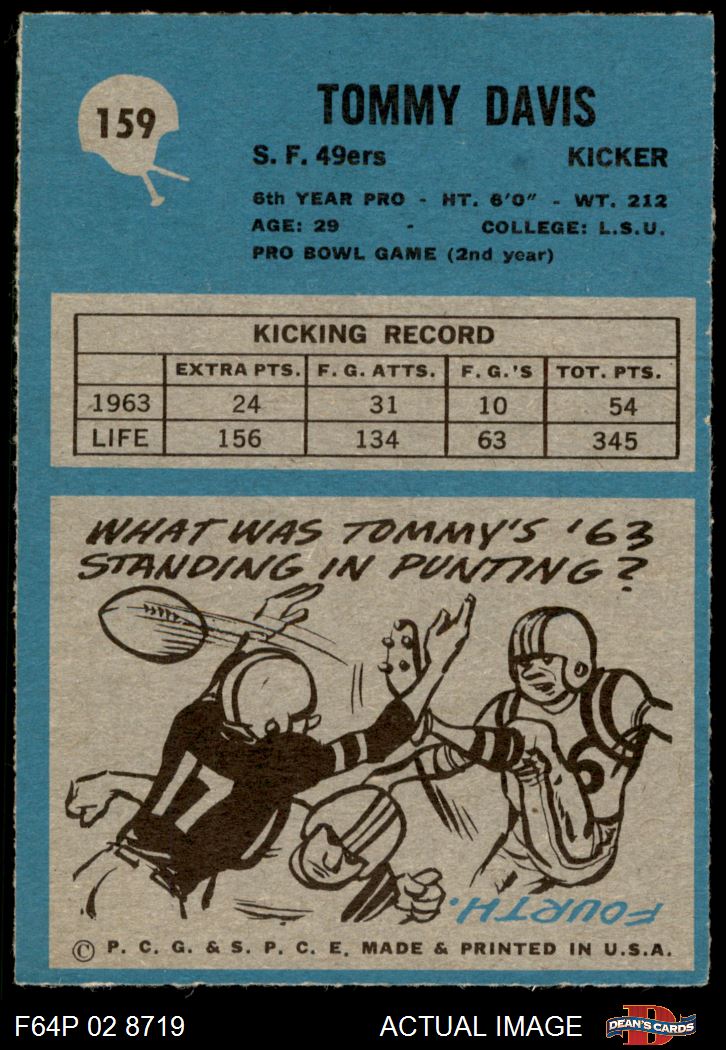 159
TOMMY DAVIS
S. F. 49ers KICKER
6th YEAR PRO - HT. 6'0" - WT. 212
AGE: 29 - COLLEGE: L.S.U.
PRO BOWL GAME (2nd year)
KICKING RECORD
EXTRA PTS. F. G. ATTS. F. G.'S TOT. PTS.
1963 24 31 10 54
LIFE 156 134 63 345
WHAT WAS TOMMY'S '63
STANDING IN PUNTING?
17
6
FOURTH.
© P. C. G. & S. P. C. E. MADE & PRINTED IN U.S.A.
F64P 02 8719 ACTUAL IMAGE D DEAN'S CARDS